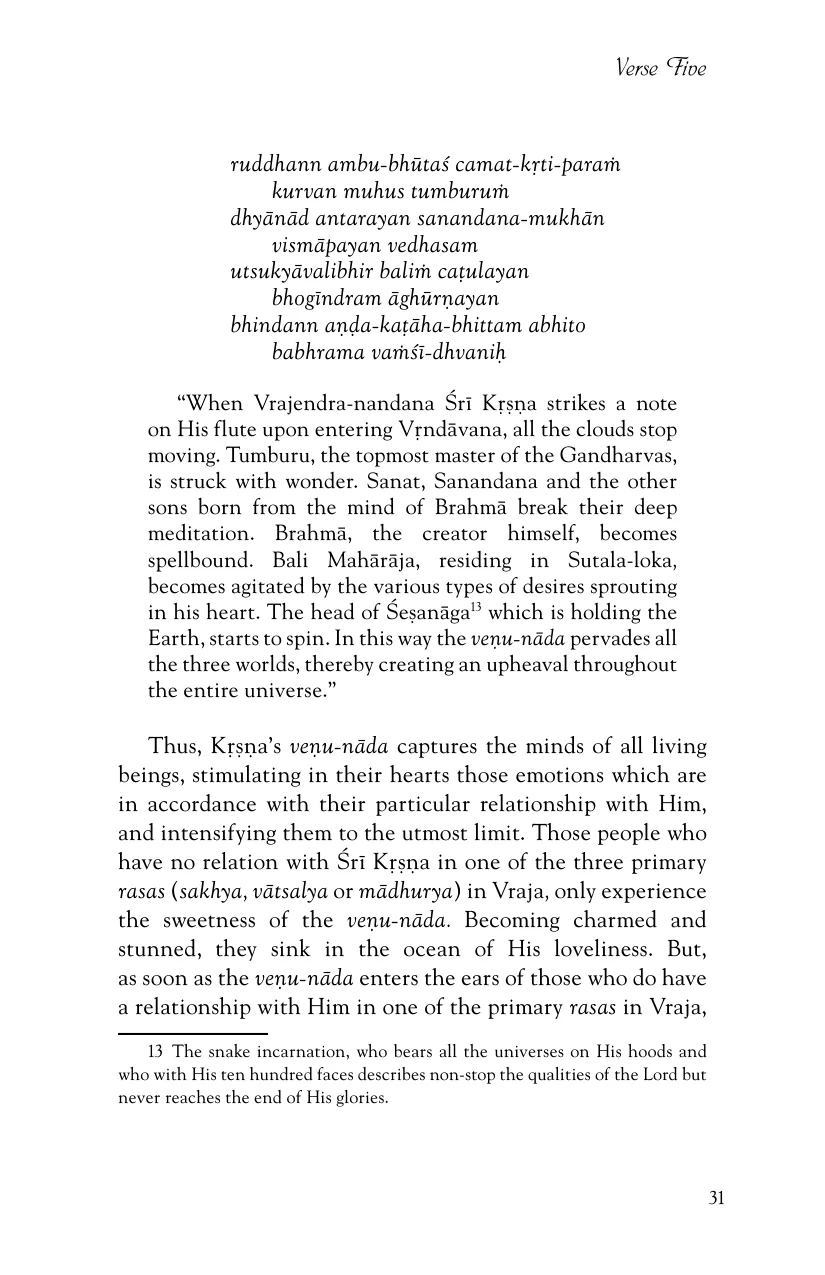 Verse Five
ruddhann ambu-bhūtaś camat-kṛti-paraṁ
kurvan muhus tumburuṁ
dhyānād antarayan sanandana-mukhān
vismāpayan vedhasam
utsukyāvalibhir baliṁ caṭulayan
bhogīndram āghūrṇayan
bhindann aṇḍa-kaṭāha-bhittam abhito
babhrama vaṁśī-dhvaniḥ
“When Vrajendra-nandana Śrī Kṛṣṇa strikes a note
on His flute upon entering Vṛndāvana, all the clouds stop
moving. Tumburu, the topmost master of the Gandharvas,
is struck with wonder. Sanat, Sanandana and the other
sons born from the mind of Brahmā break their deep
meditation. Brahmā, the creator himself, becomes
spellbound. Bali Mahārāja, residing in Sutala-loka,
becomes agitated by the various types of desires sprouting
in his heart. The head of Śeṣanāga13 which is holding the
Earth, starts to spin. In this way the veṇu-nāda pervades all
the three worlds, thereby creating an upheaval throughout
the entire universe.”
Thus, Kṛṣṇa’s veṇu-nāda captures the minds of all living
beings, stimulating in their hearts those emotions which are
in accordance with their particular relationship with Him,
and intensifying them to the utmost limit. Those people who
have no relation with Śrī Kṛṣṇa in one of the three primary
rasas (sakhya, vātsalya or mādhurya) in Vraja, only experience
the sweetness of the veṇu-nāda. Becoming charmed and
stunned, they sink in the ocean of His loveliness. But,
as soon as the veṇu-nāda enters the ears of those who do have
a relationship with Him in one of the primary rasas in Vraja,
13 The snake incarnation, who bears all the universes on His hoods and
who with His ten hundred faces describes non-stop the qualities of the Lord but
never reaches the end of His glories.
31